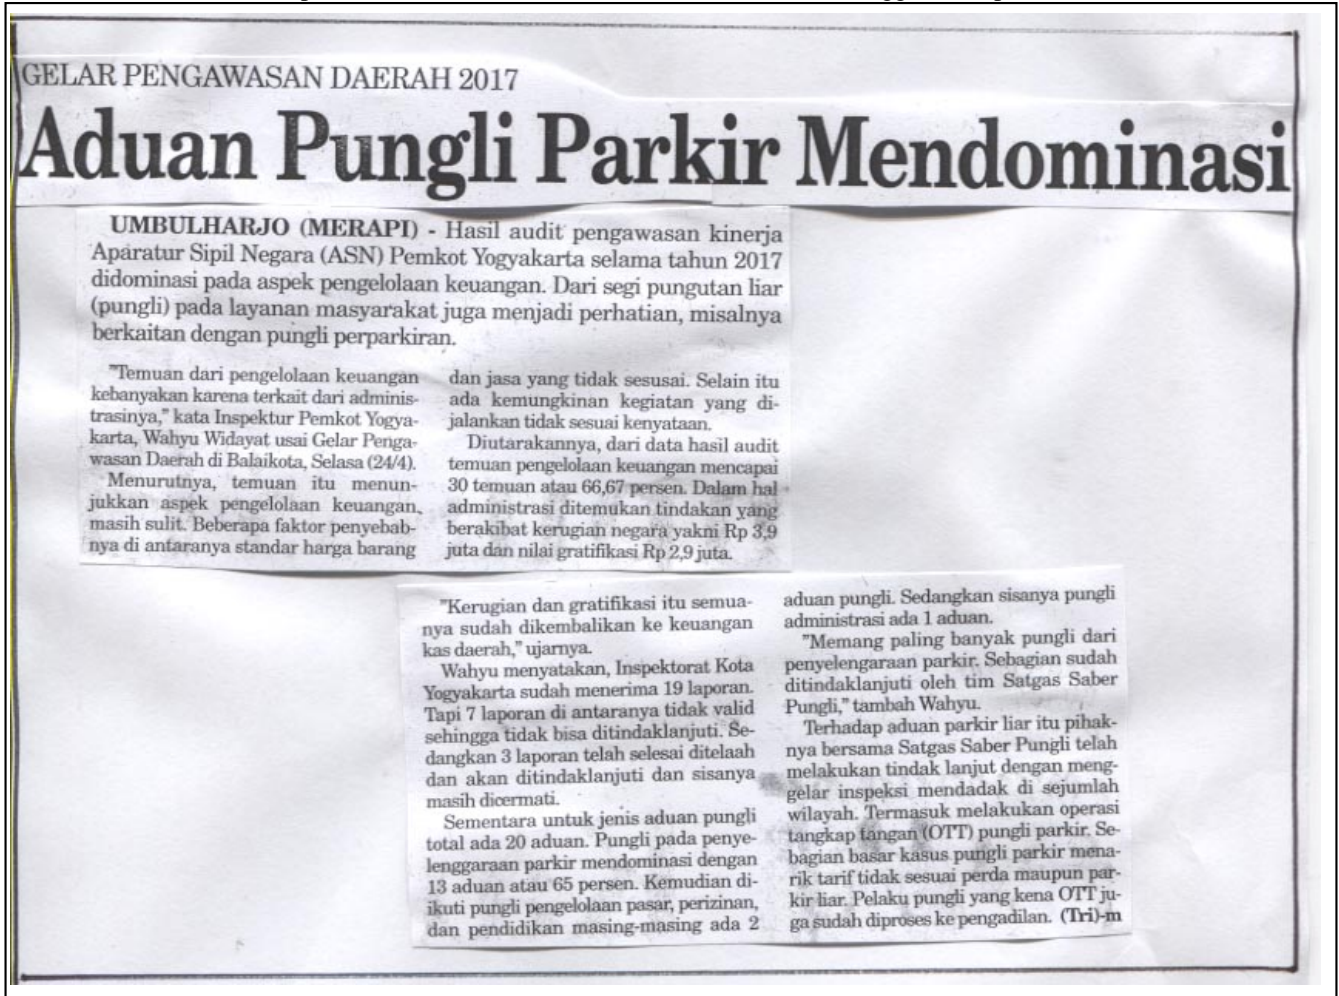 GELAR PENGAWASAN DAERAH 2017
Aduan Pungli Parkir Mendominasi
UMBULHARJO (MERAPI) - Hasil audit pengawasan kinerja
Aparatur Sipil Negara (ASN) Pemkot Yogyakarta selama tahun 2017
didominasi pada aspek pengelolaan keuangan. Dari segi pungutan liar
(pungli) pada layanan masyarakat juga menjadi perhatian, misalnya
berkaitan dengan pungli perparkiran.
"Temuan dari pengelolaan keuangan
kebanyakan karena terkait dari adminis-
trasinya," kata Inspektur Pemkot Yogya-
karta, Wahyu Widayat usai Gelar Penga-
wasan Daerah di Balaikota, Selasa (24/4).
Menurutnya, temuan itu menun-
jukkan aspek pengelolaan keuangan,
masih sulit. Beberapa faktor penyebab-
nya di antaranya standar harga barang
dan jasa yang tidak sesusai. Selain itu
ada kemungkinan kegiatan yang di-
jalankan tidak sesuai kenyataan.
Diutarakannya, dari data hasil audit
temuan pengelolaan keuangan mencapai
30 temuan atau 66,67 persen. Dalam hal
administrasi ditemukan tindakan yang
berakibat kerugian negara yakni Rp 3,9
juta dan nilai gratifikasi Rp 2,9 juta.
"Kerugian dan gratifikasi itu semua-
nya sudah dikembalikan ke keuangan
kas daerah," ujarnya.
Wahyu menyatakan, Inspektorat Kota
Yogyakarta sudah menerima 19 laporan.
Tapi 7 laporan di antaranya tidak valid
sehingga tidak bisa ditindaklanjuti. Se-
dangkan 3 laporan telah selesai ditelaah
dan akan ditindaklanjuti dan sisanya
masih dicermati.
Sementara untuk jenis aduan pungli
total ada 20 aduan. Pungli pada penye-
lenggaraan parkir mendominasi dengan
13 aduan atau 65 persen. Kemudian di-
ikuti pungli pengelolaan pasar, perizinan,
dan pendidikan masing-masing ada 2
aduan pungli. Sedangkan sisanya pungli
administrasi ada 1 aduan.
"Memang paling banyak pungli dari
penyelengaraan parkir. Sebagian sudah
ditindaklanjuti oleh tim Satgas Saber
Pungli," tambah Wahyu.
Terhadap aduan parkir liar itu pihak-
nya bersama Satgas Saber Pungli telah
melakukan tindak lanjut dengan meng-
gelar inspeksi mendadak di sejumlah
wilayah. Termasuk melakukan operasi
tangkap tangan (OTT) pungli parkir. Se-
bagian basar kasus pungli parkir mena-
rik tarif tidak sesuai perda maupun par-
kir liar. Pelaku pungli yang kena OTT ju-
ga sudah diproses ke pengadilan. (Tri)-m